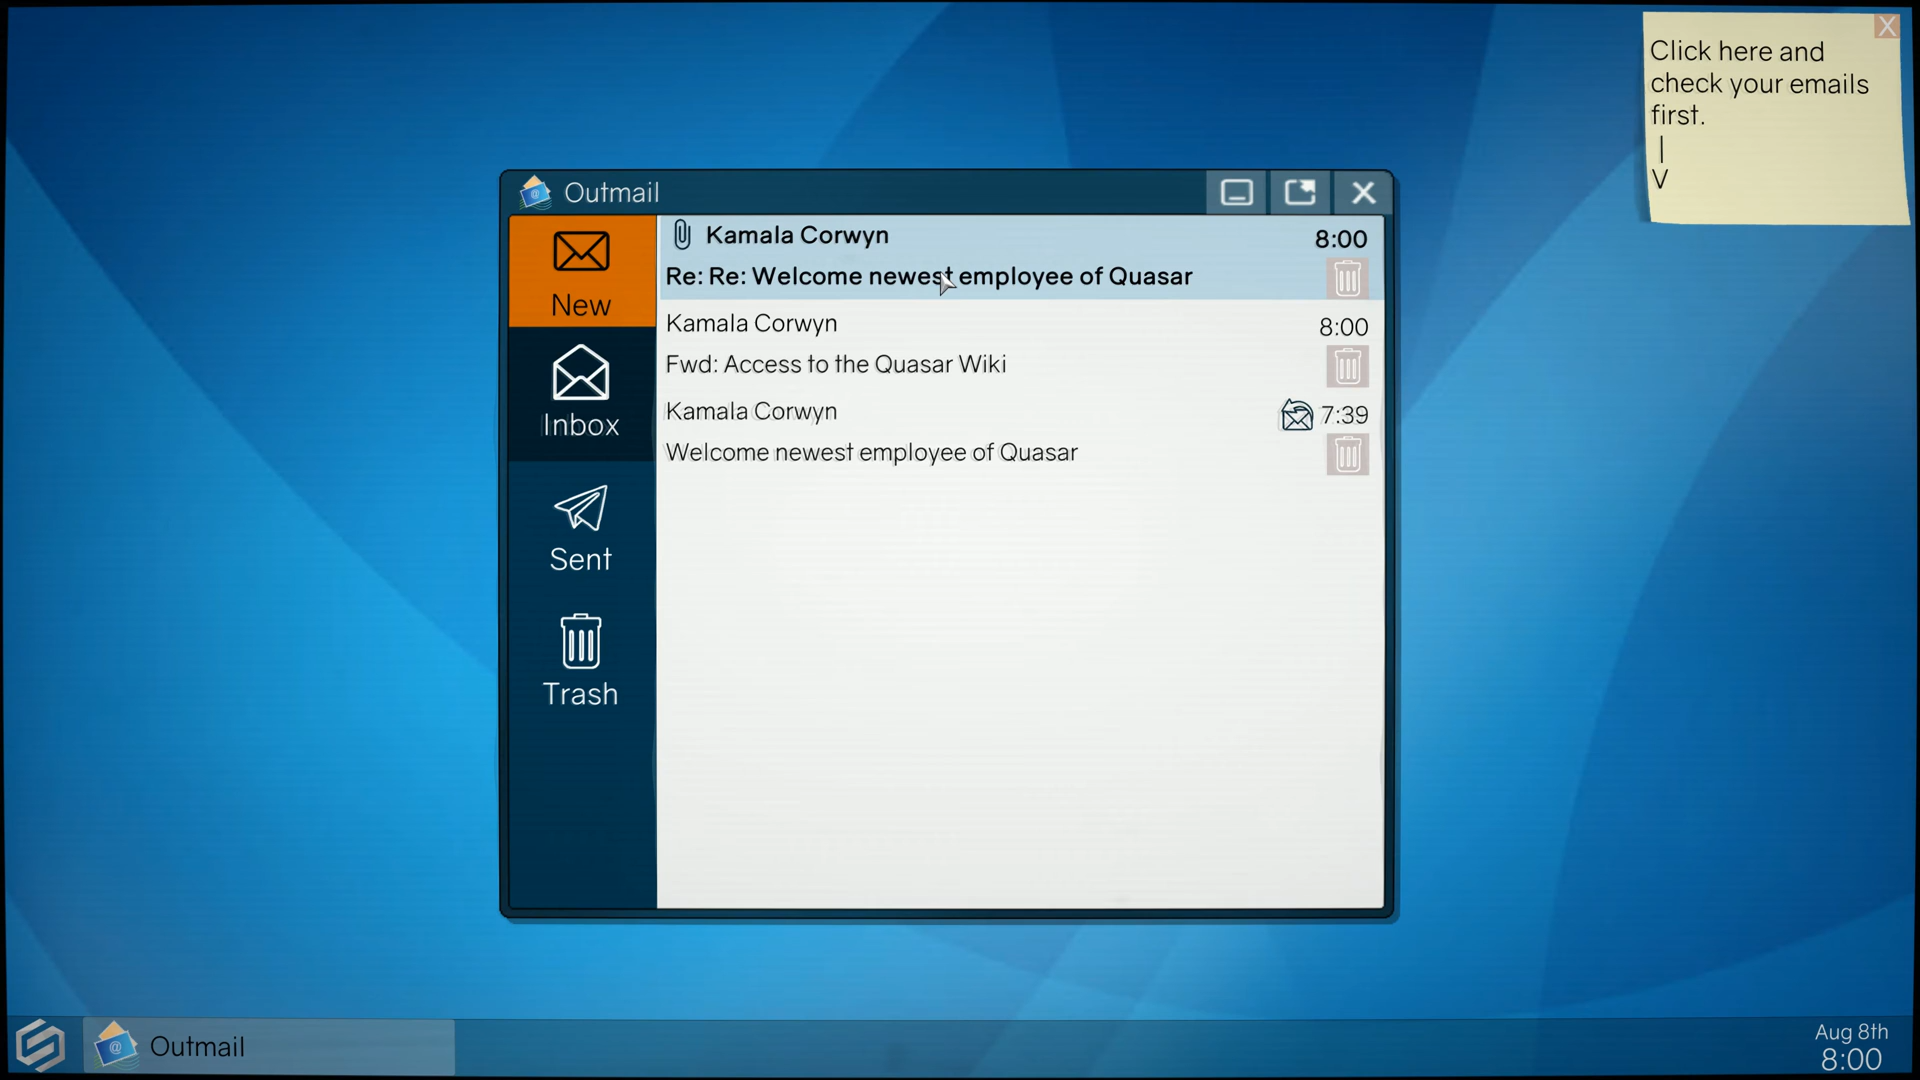 Click here and
check your emails
first.
|
V
Outmail
New
Inbox
Sent
Trash
Kamala Corwyn
8:00
Re: Re: Welcome newest employee of Quasar
Kamala Corwyn
8:00
Fwd: Access to the Quasar Wiki
Kamala Corwyn
7:39
Welcome newest employee of Quasar
Outmail
Aug 8th
8:00